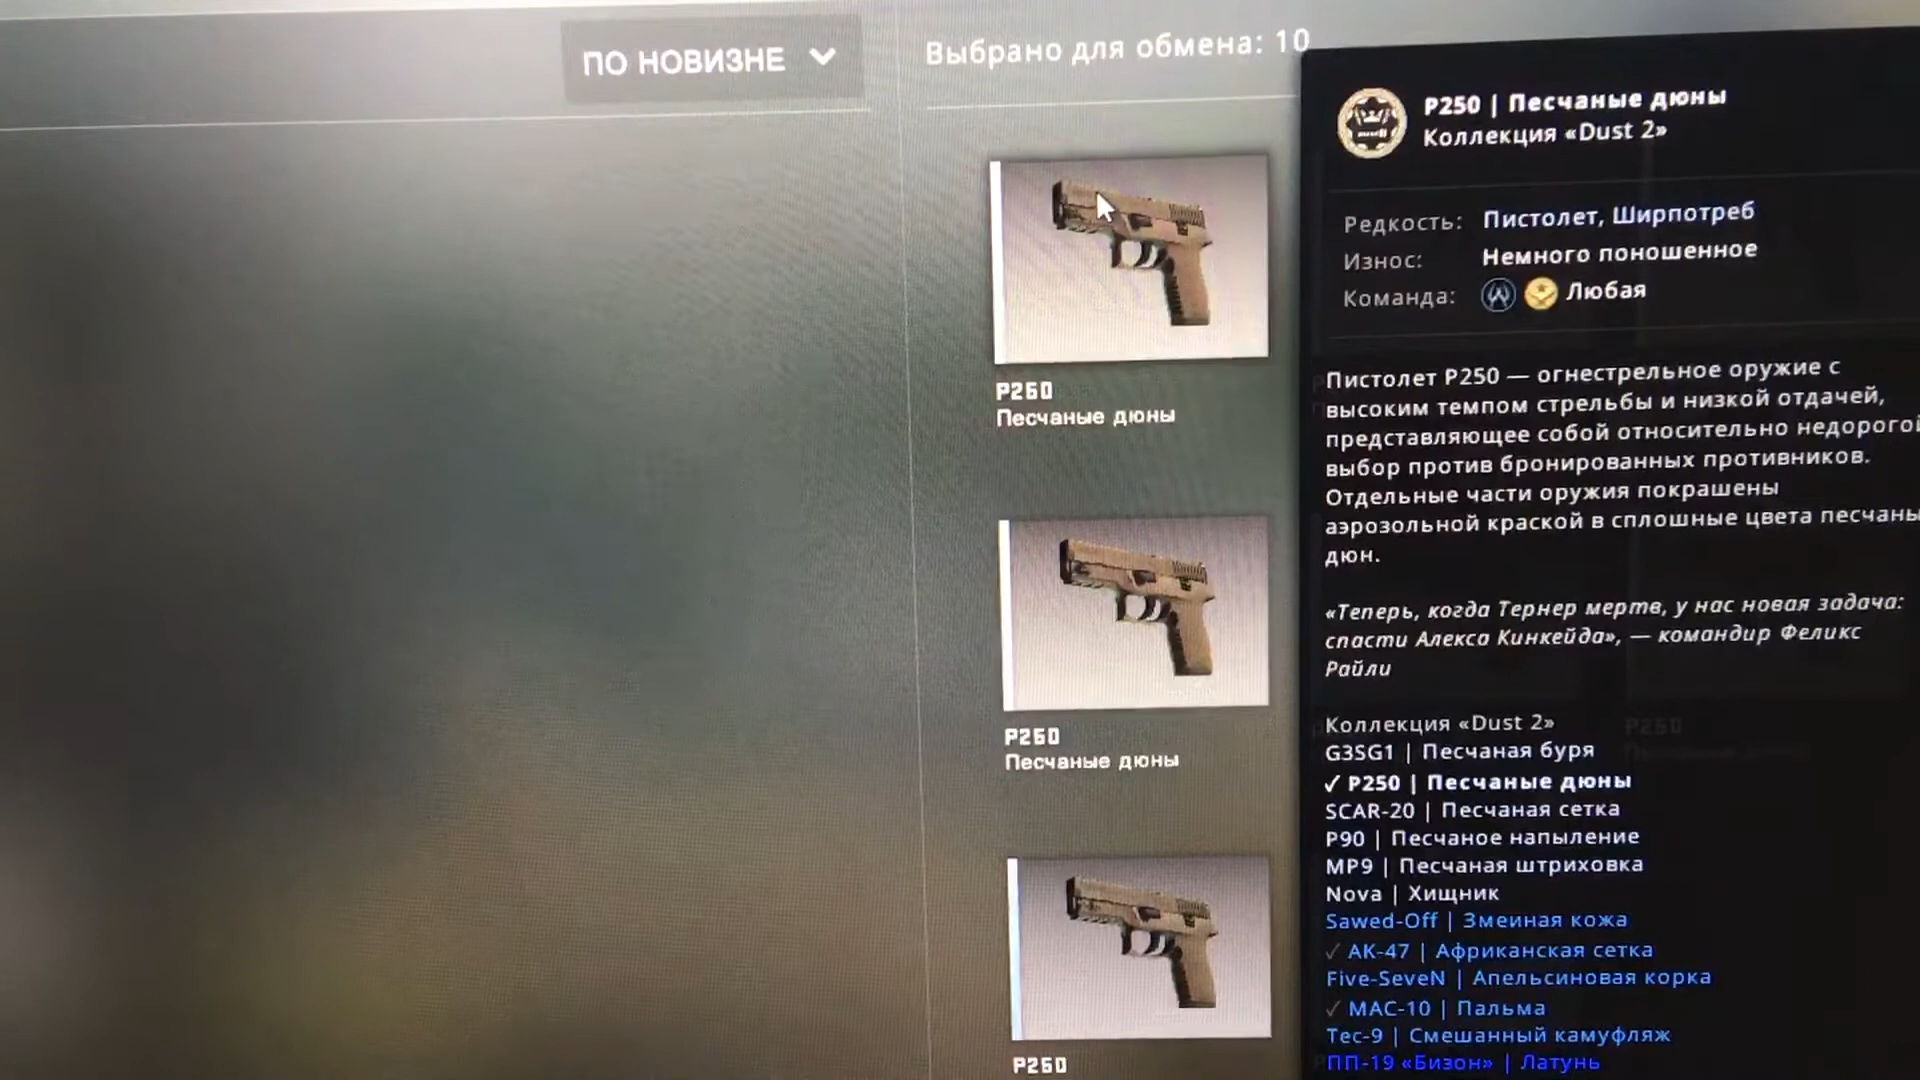 ПО НОВИЗНЕ
Выбрано для обмена: 10
P250
Песчаные дюны
P250
Песчаные дюны
P250
P250 | Песчаные дюны
Коллекция «Dust 2»
Редкость: Пистолет, Ширпотреб
Износ: Немного поношенное
Команда: Любая
Пистолет P250 — огнестрельное оружие с
высоким темпом стрельбы и низкой отдачей,
представляющее собой относительно недорогой
выбор против бронированных противников.
Отдельные части оружия покрашены
аэрозольной краской в сплошные цвета песчаны
дюн.
«Теперь, когда Тернер мертв, у нас новая задача:
спасти Алекса Кинкейда», — командир Феликс
Райли
Коллекция «Dust 2»
G3SG1 | Песчаная буря
✓ P250 | Песчаные дюны
SCAR-20 | Песчаная сетка
P90 | Песчаное напыление
MP9 | Песчаная штриховка
Nova | Хищник
Sawed-Off | Змеиная кожа
✓ AK-47 | Африканская сетка
Five-SeveN | Апельсиновая корка
✓ MAC-10 | Пальма
Tec-9 | Смешанный камуфляж
ПП-19 «Бизон» | Латунь